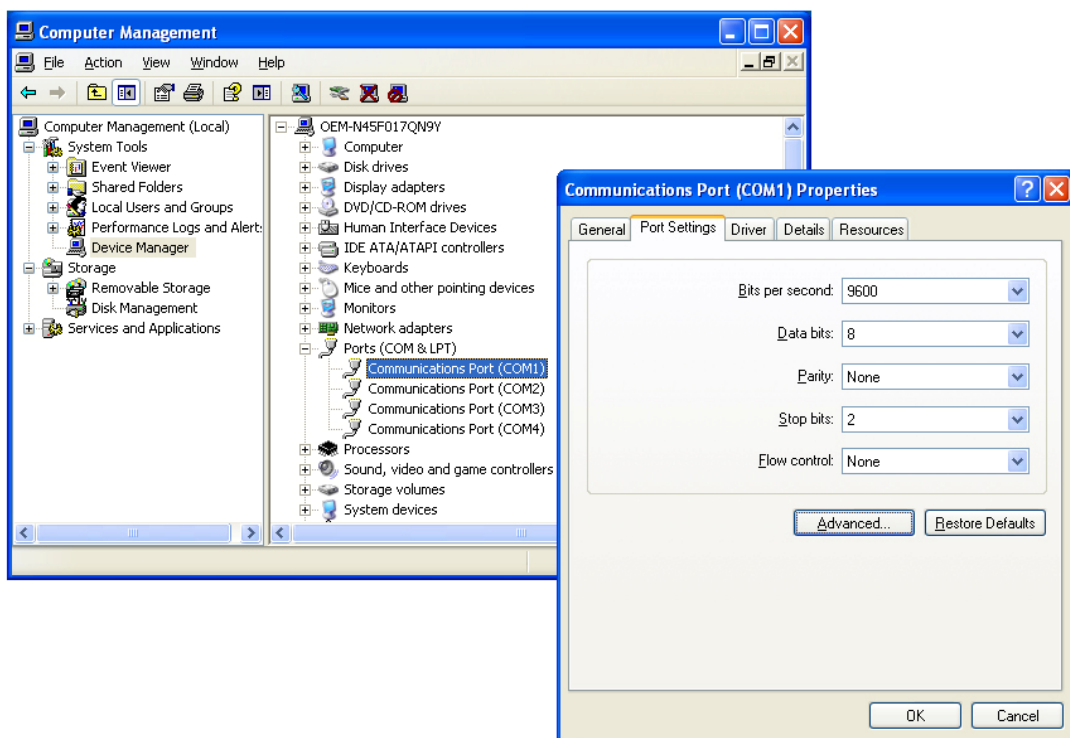 Computer Management
File Action View Window Help
Computer Management (Local)
System Tools
Event Viewer
Shared Folders
Local Users and Groups
Performance Logs and Alert:
Device Manager
Storage
Removable Storage
Disk Management
Services and Applications
OEM-N45F017QN9Y
Computer
Disk drives
Display adapters
DVD/CD-ROM drives
Human Interface Devices
IDE ATA/ATAPI controllers
Keyboards
Mice and other pointing devices
Monitors
Network adapters
Ports (COM & LPT)
Communications Port (COM1)
Communications Port (COM2)
Communications Port (COM3)
Communications Port (COM4)
Processors
Sound, video and game controllers
Storage volumes
System devices
Communications Port (COM1) Properties
General Port Settings Driver Details Resources
Bits per second: 9600
Data bits: 8
Parity: None
Stop bits: 2
Flow control: None
Advanced... Restore Defaults
OK Cancel